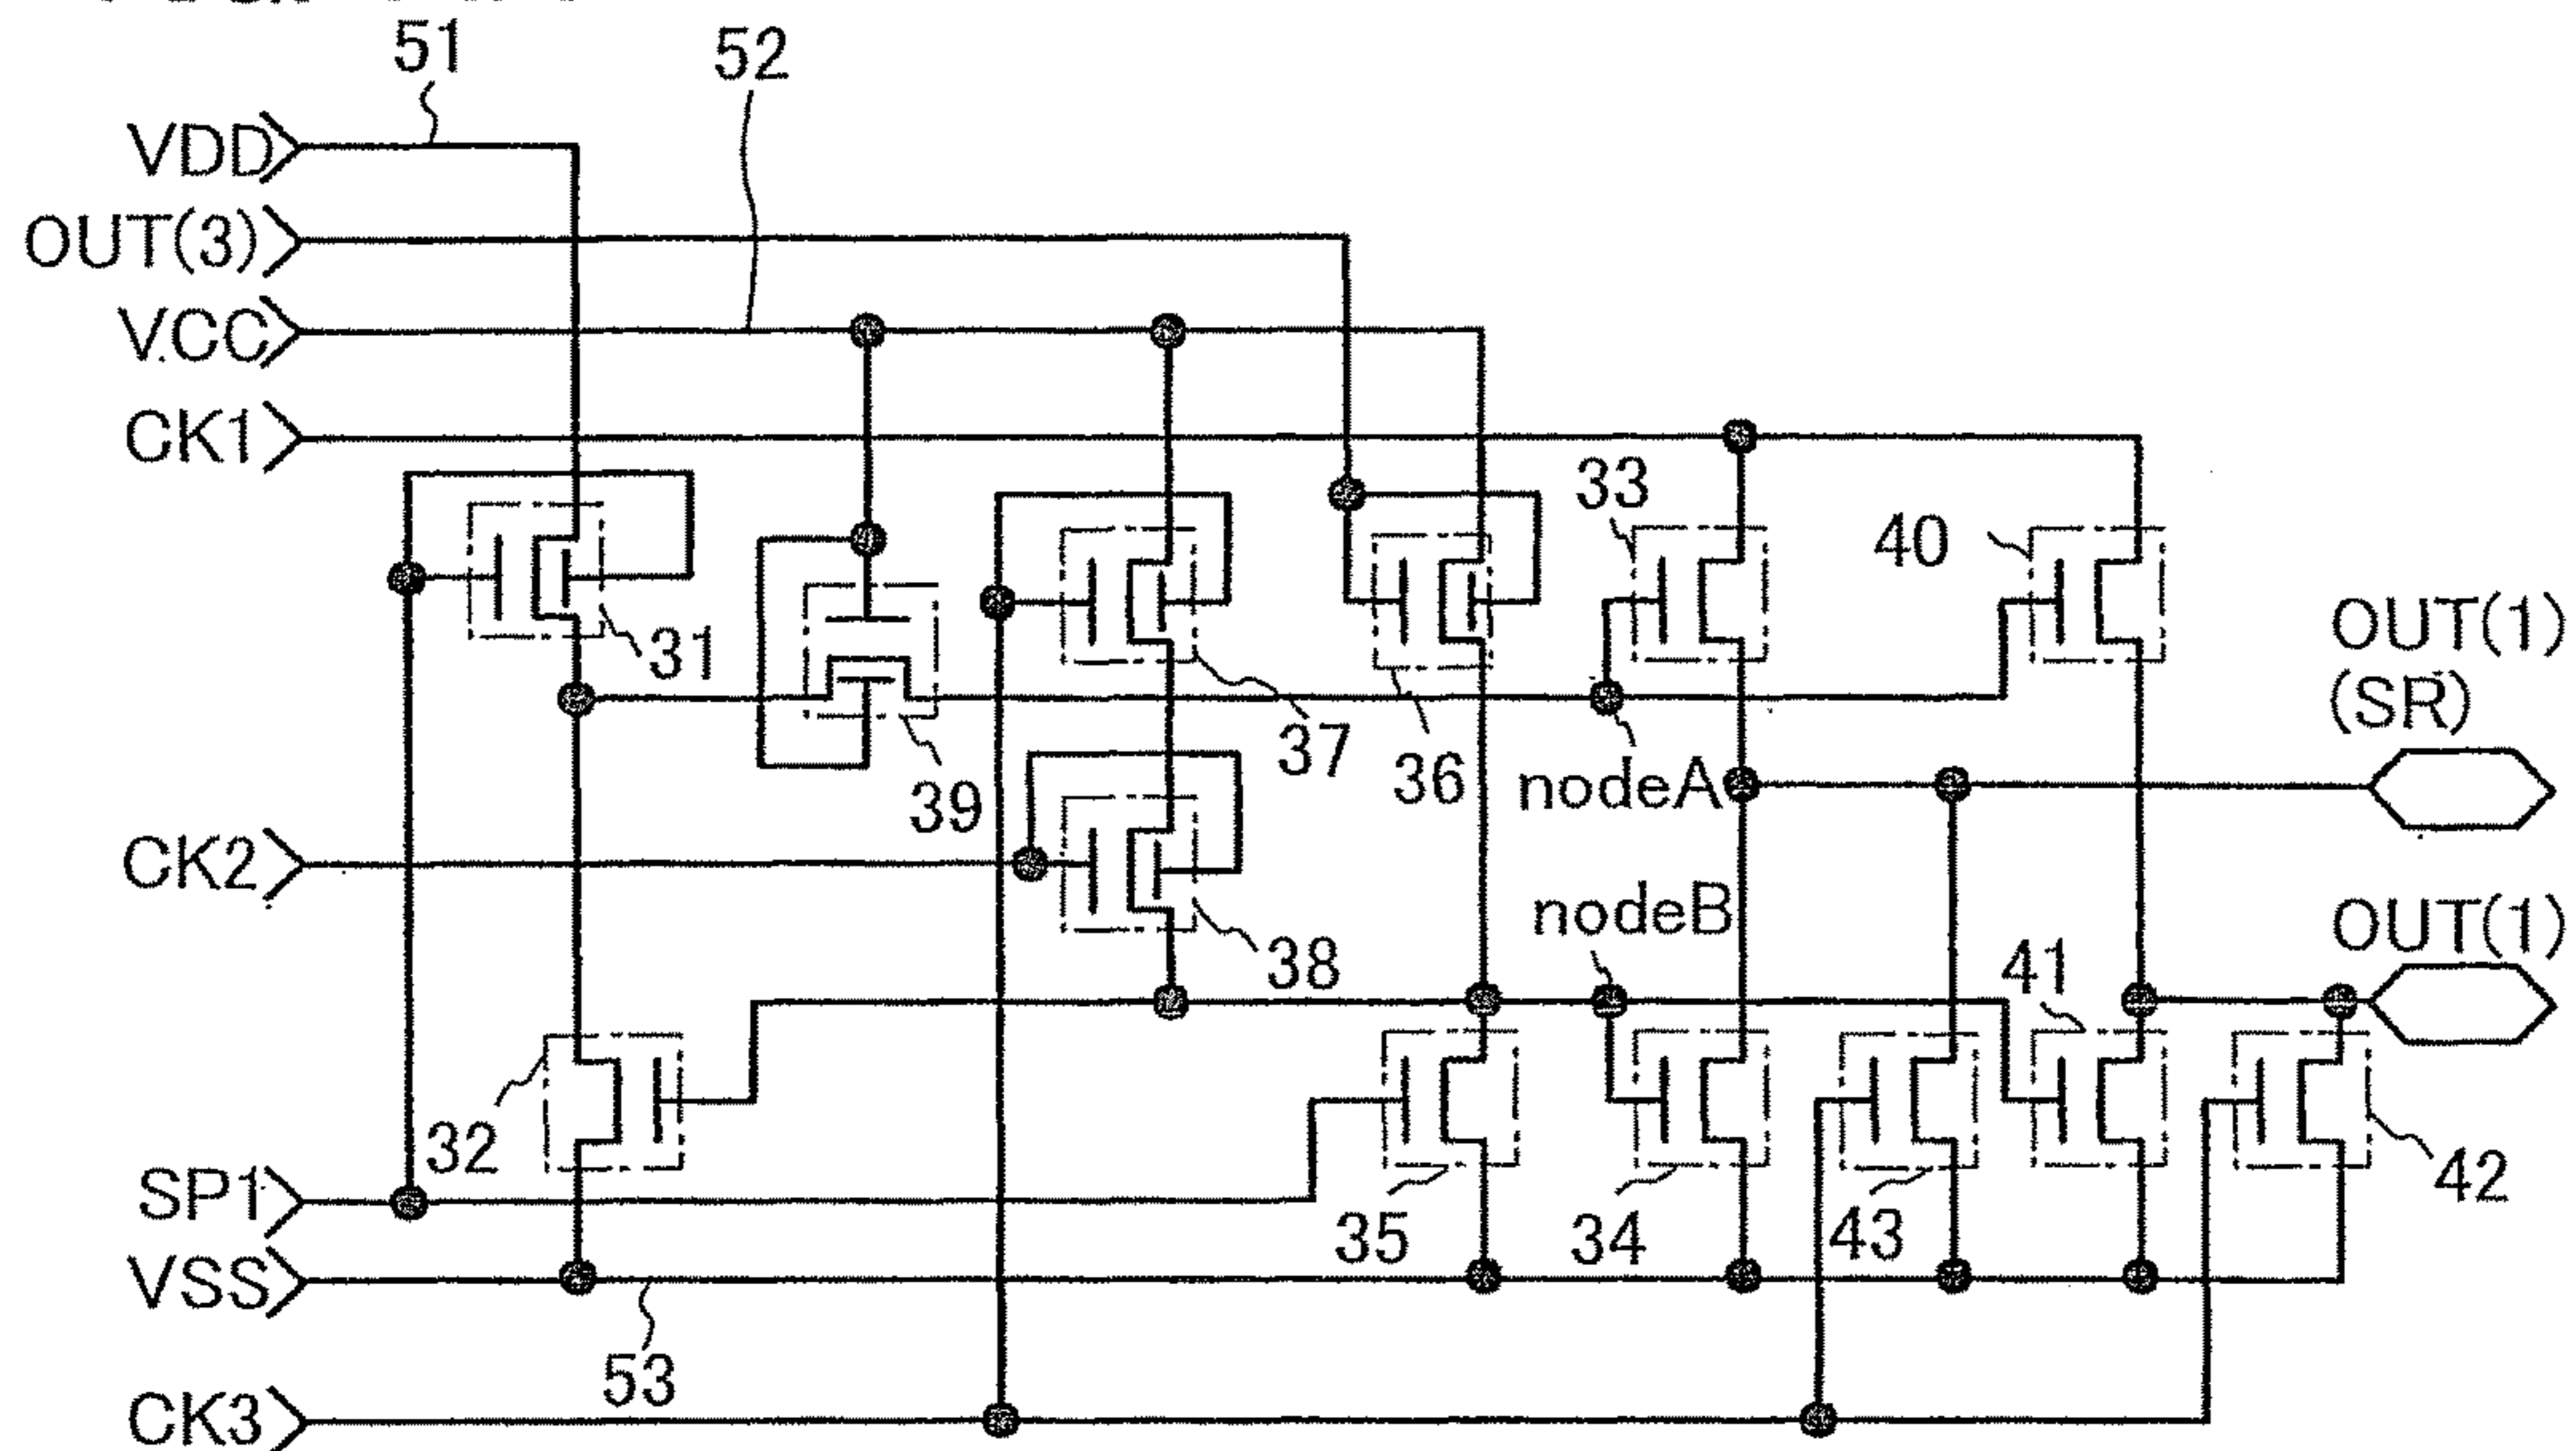 51
52
VDD
OUT(3)
VCC
CK1
33
40
31
OUT(1)
(SR)
37
36
nodeA
39
CK2
nodeB
38
OUT(1)
41
32
SP1
42
35
34
43
VSS
53
CK3